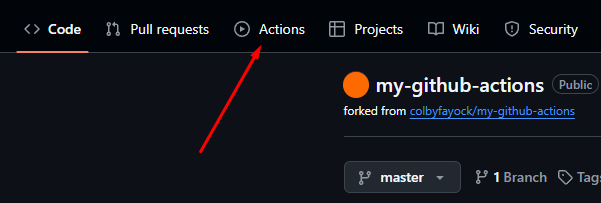 Code Pull requests Actions Projects Wiki Security
my-github-actions Public
forked from colbyfayock/my-github-actions
master 1 Branch Tags